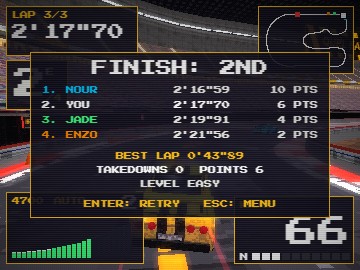 LAP 3/3
2'17"70
FINISH: 2ND
1. NOUR 2'16"59 10 PTS
2. YOU 2'17"70 6 PTS
3. JADE 2'19"91 4 PTS
4. ENZO 2'21"56 2 PTS
BEST LAP 0'43"89
TAKEDOWNS 0 POINTS 6
LEVEL EASY
ENTER: RETRY ESC: MENU
66
N